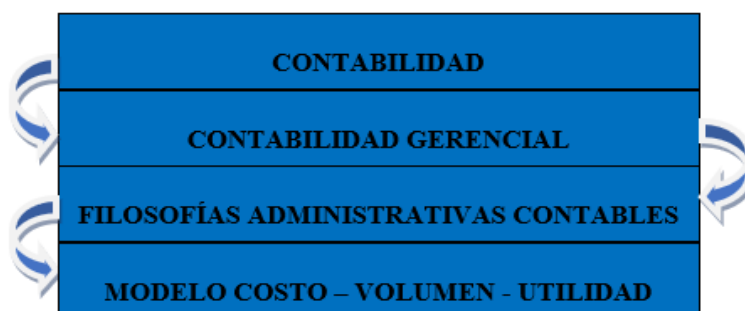 CONTABILIDAD
CONTABILIDAD GERENCIAL
FILOSOFÍAS ADMINISTRATIVAS CONTABLES
MODELO COSTO – VOLUMEN - UTILIDAD